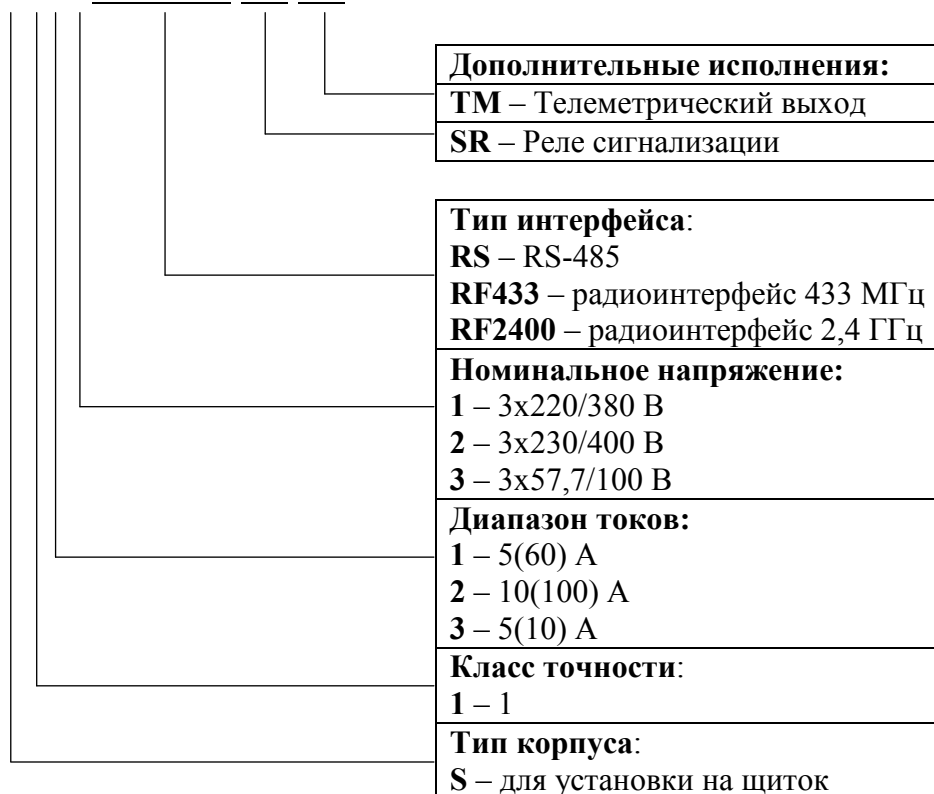 Дополнительные исполнения:
ТМ – Телеметрический выход
SR – Реле сигнализации
Тип интерфейса:
RS – RS-485
RF433 – радиоинтерфейс 433 МГц
RF2400 – радиоинтерфейс 2,4 ГГц
Номинальное напряжение:
1 – 3х220/380 В
2 – 3х230/400 В
3 – 3х57,7/100 В
Диапазон токов:
1 – 5(60) А
2 – 10(100) А
3 – 5(10) А
Класс точности:
1 – 1
Тип корпуса:
S – для установки на щиток